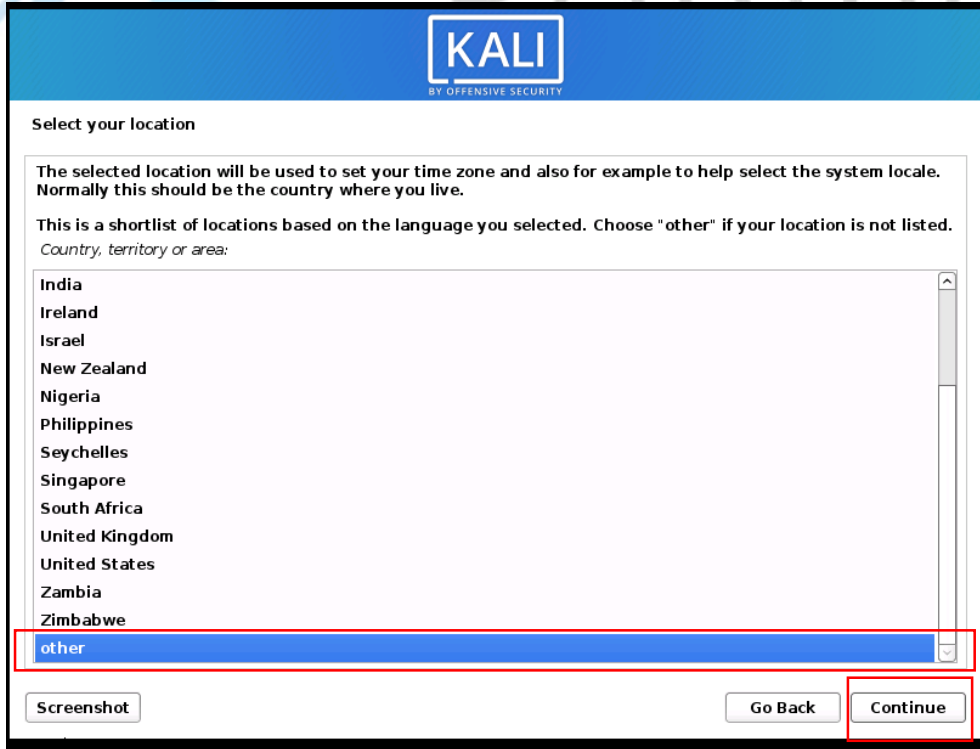 KALI
BY OFFENSIVE SECURITY
Select your location
The selected location will be used to set your time zone and also for example to help select the system locale.
Normally this should be the country where you live.
This is a shortlist of locations based on the language you selected. Choose "other" if your location is not listed.
Country, territory or area:
India
Ireland
Israel
New Zealand
Nigeria
Philippines
Seychelles
Singapore
South Africa
United Kingdom
United States
Zambia
Zimbabwe
other
Screenshot
Go Back
Continue